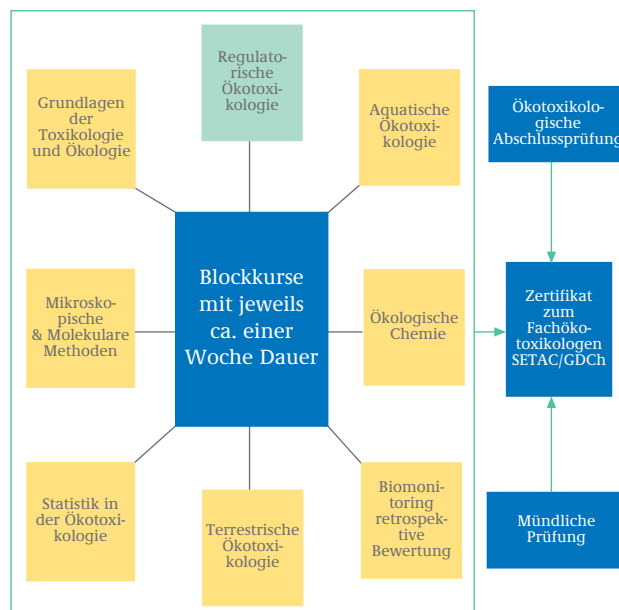 Regulato-
rische
Ökotoxi-
kologie
Grundlagen
der
Toxikologie
und Ökologie
Aquatische
Ökotoxi-
kologie
Ökotoxikolo-
gische
Abschlussprüfung
Blockkurse
mit jeweils
ca. einer
Woche Dauer
Mikrosko-
pische
& Molekulare
Methoden
Ökologische
Chemie
Zertifikat
zum
Fachöko-
toxikologen
SETAC/GDCh
Statistik in
der Ökotoxi-
kologie
Terrestrische
Ökotoxi-
kologie
Biomoni-
toring
retrospek-
tive
Bewertung
Mündliche
Prüfung